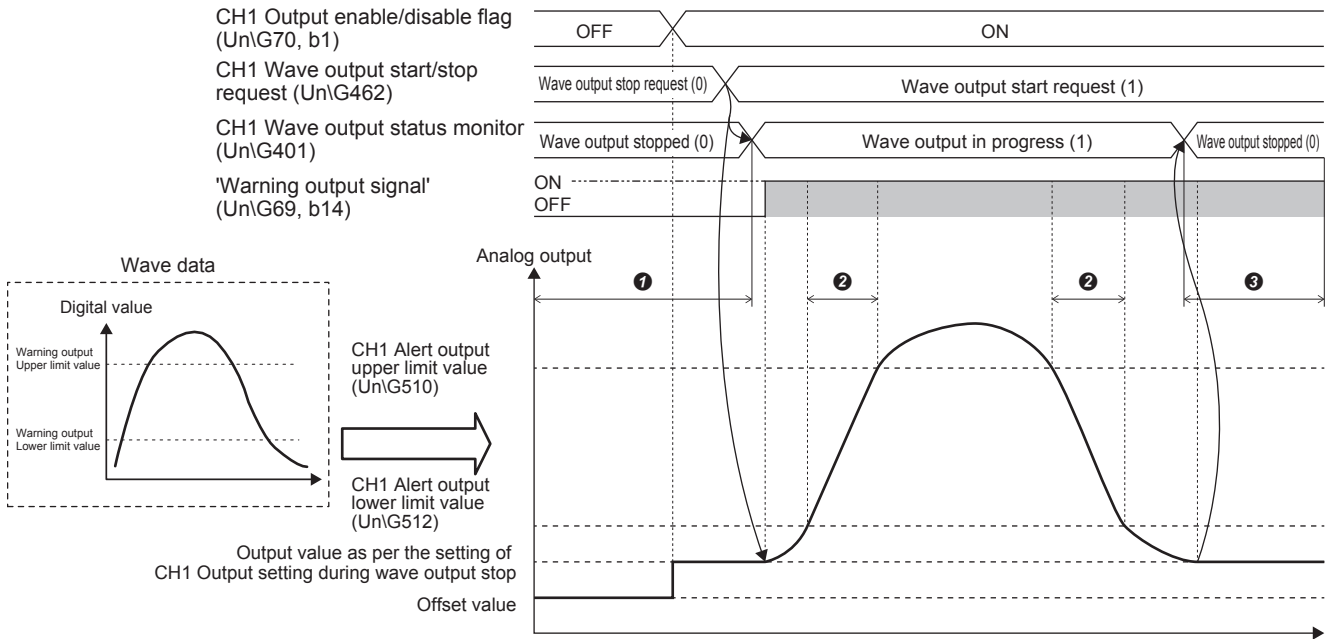 CH1 Output enable/disable flag
(Un\G70, b1)
OFF
ON
CH1 Wave output start/stop
request (Un\G462)
Wave output stop request (0)
Wave output start request (1)
CH1 Wave output status monitor
(Un\G401)
Wave output stopped (0)
Wave output in progress (1)
Wave output stopped (0)
'Warning output signal'
(Un\G69, b14)
ON
OFF
Analog output
❶
❷
❷
❸
Wave data
Digital value
Warning output
Upper limit value
Warning output
Lower limit value
CH1 Alert output
upper limit value
(Un\G510)
CH1 Alert output
lower limit value
(Un\G512)
Output value as per the setting of
CH1 Output setting during wave output stop
Offset value